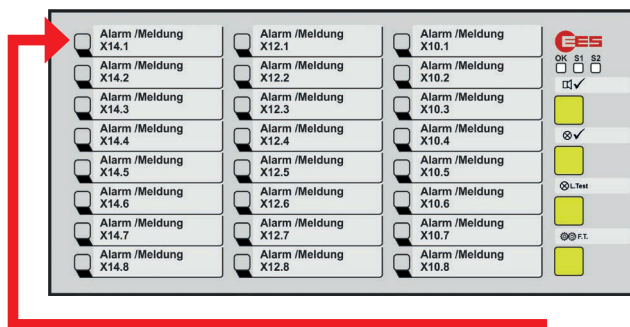 Alarm /Meldung
X14.1
Alarm /Meldung
X14.2
Alarm /Meldung
X14.3
Alarm /Meldung
X14.4
Alarm /Meldung
X14.5
Alarm /Meldung
X14.6
Alarm /Meldung
X14.7
Alarm /Meldung
X14.8
Alarm /Meldung
X12.1
Alarm /Meldung
X12.2
Alarm /Meldung
X12.3
Alarm /Meldung
X12.4
Alarm /Meldung
X12.5
Alarm /Meldung
X12.6
Alarm /Meldung
X12.7
Alarm /Meldung
X12.8
Alarm /Meldung
X10.1
Alarm /Meldung
X10.2
Alarm /Meldung
X10.3
Alarm /Meldung
X10.4
Alarm /Meldung
X10.5
Alarm /Meldung
X10.6
Alarm /Meldung
X10.7
Alarm /Meldung
X10.8
EES
OK S1 S2
L.Test
F.T.